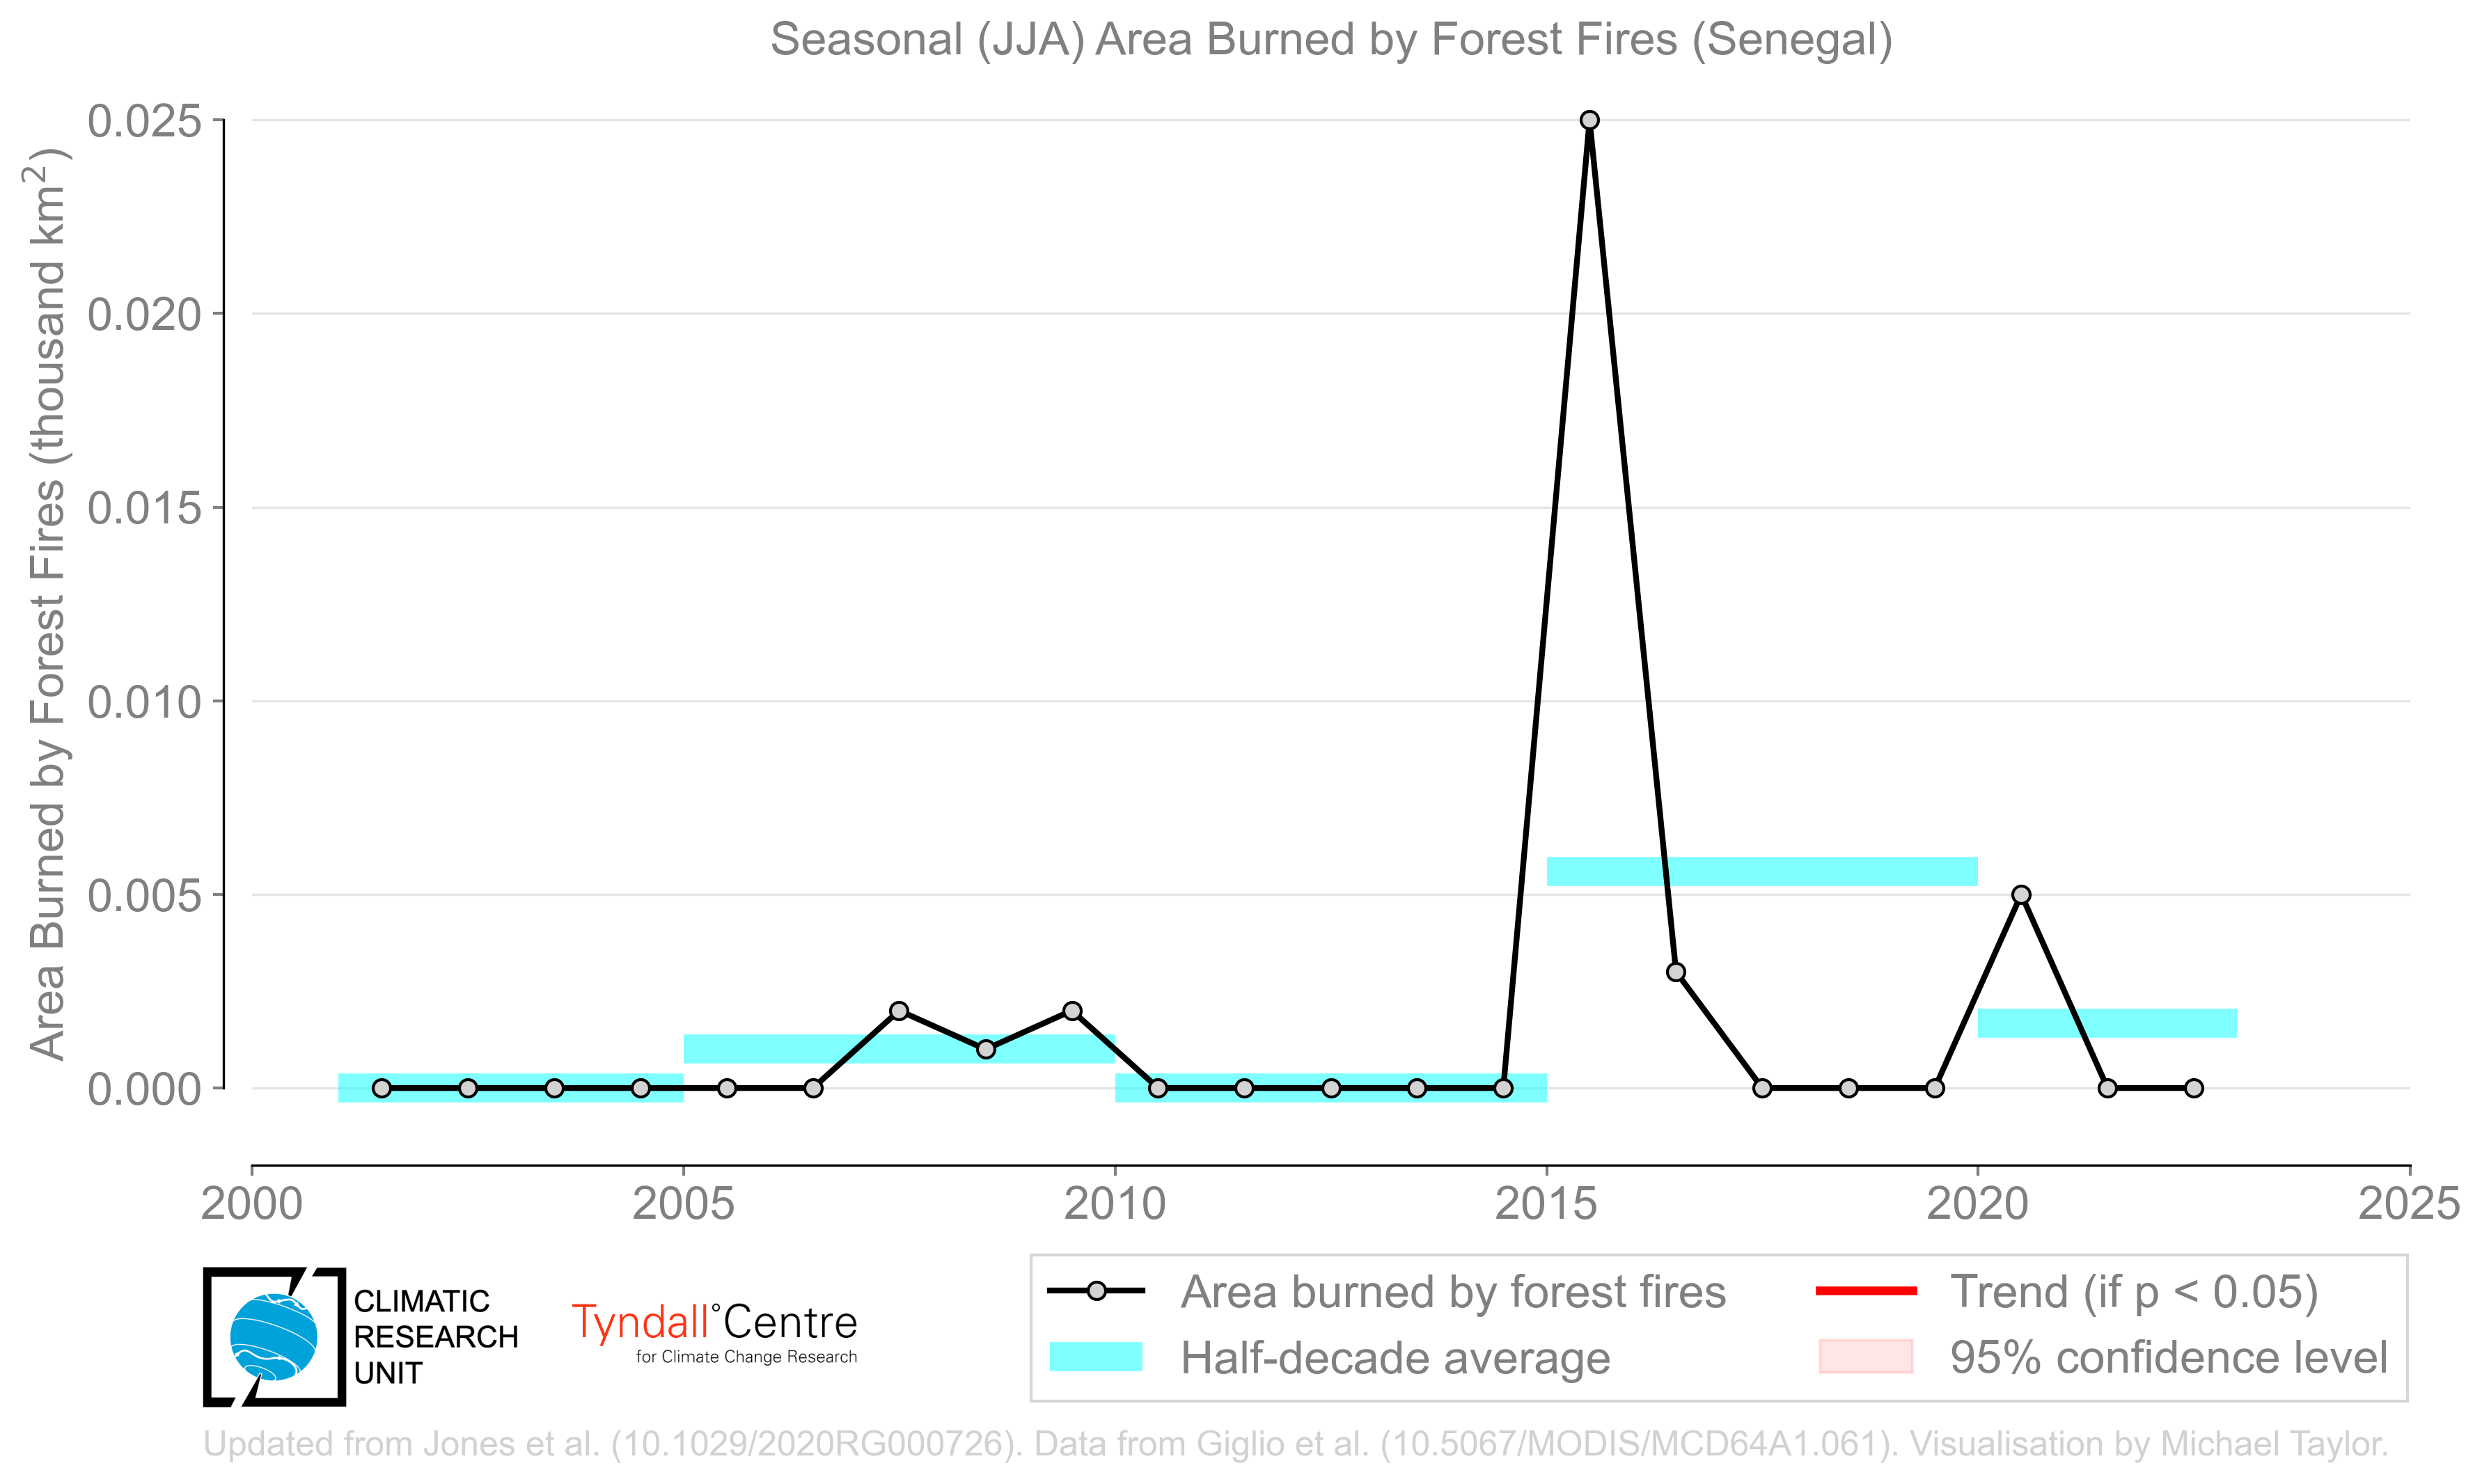 Seasonal (JJA) Area Burned by Forest Fires (Senegal)
Area Burned by Forest Fires (thousand km²)
0.025
0.020
0.015
0.010
0.005
0.000
2000 2005 2010 2015 2020 2025
CLIMATIC
RESEARCH
UNIT
Tyndall°Centre
for Climate Change Research
Area burned by forest fires
Half-decade average
Trend (if p < 0.05)
95% confidence level
Updated from Jones et al. (10.1029/2020RG000726). Data from Giglio et al. (10.5067/MODIS/MCD64A1.061). Visualisation by Michael Taylor.